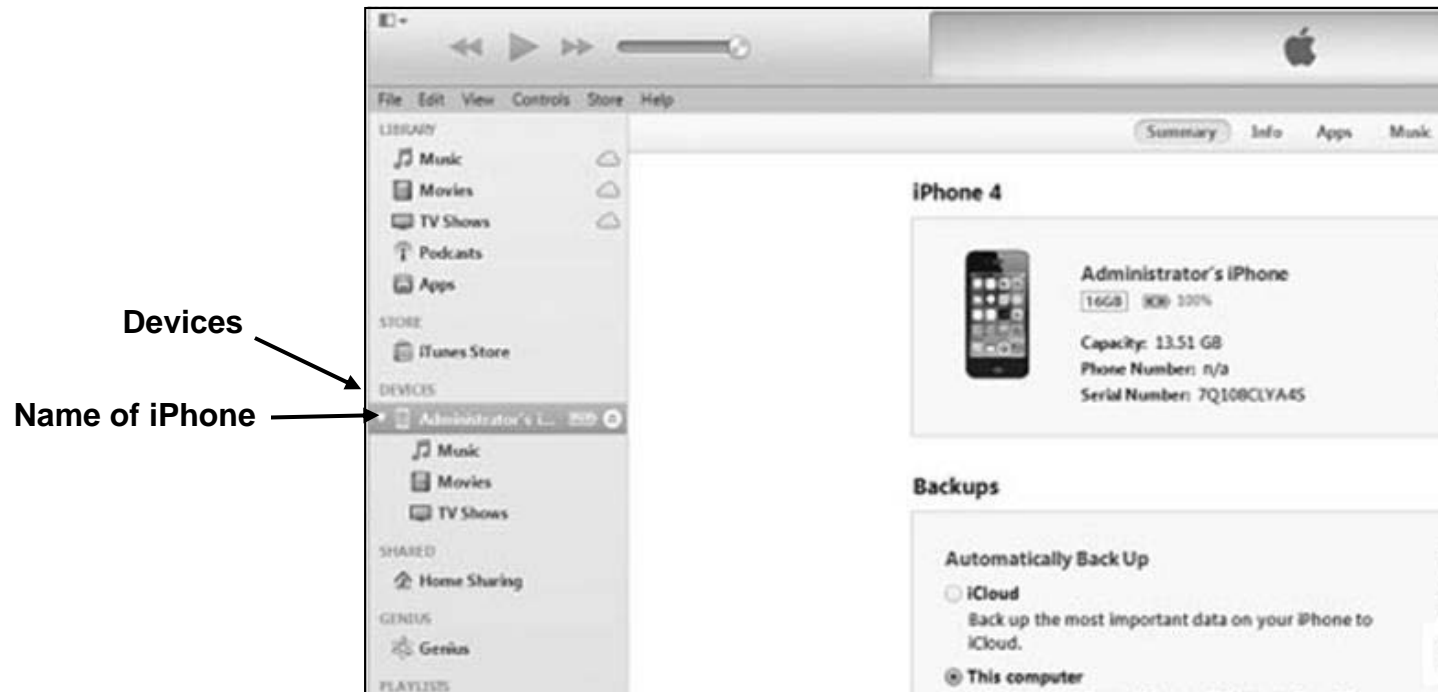 File Edit View Controls Store Help
LIBRARY
Music
Movies
TV Shows
Podcasts
Apps
STORE
iTunes Store
DEVICES
Administrator's i...
Music
Movies
TV Shows
SHARED
Home Sharing
GENIUS
Genius
PLAYLISTS
Devices
Name of iPhone
Summary Info Apps Music
iPhone 4
Administrator's iPhone
16GB 100%
Capacity: 13.51 GB
Phone Number: n/a
Serial Number: 7Q108CLYA4S
Backups
Automatically Back Up
iCloud
Back up the most important data on your iPhone to
iCloud.
This computer